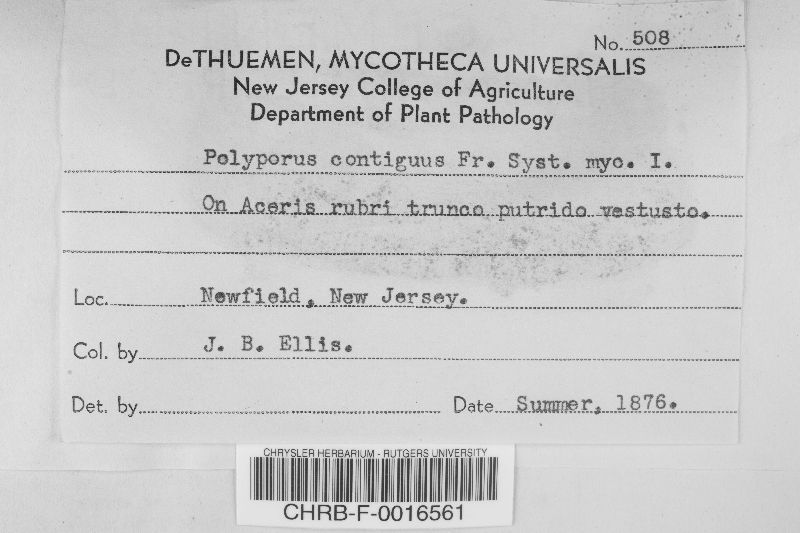 No. 508
DeTHUEMEN, MYCOTHECA UNIVERSALIS
New Jersey College of Agriculture
Department of Plant Pathology
Polyporus contiguus Fr. Syst. myc. I.
On Aceris rubri trunco putrido vestusto.
Loc. Newfield, New Jersey.
Col. by J. B. Ellis.
Det. by
Date Summer, 1876.
CHRYSLER HERBARIUM - RUTGERS UNIVERSITY
CHRB-F-0016561